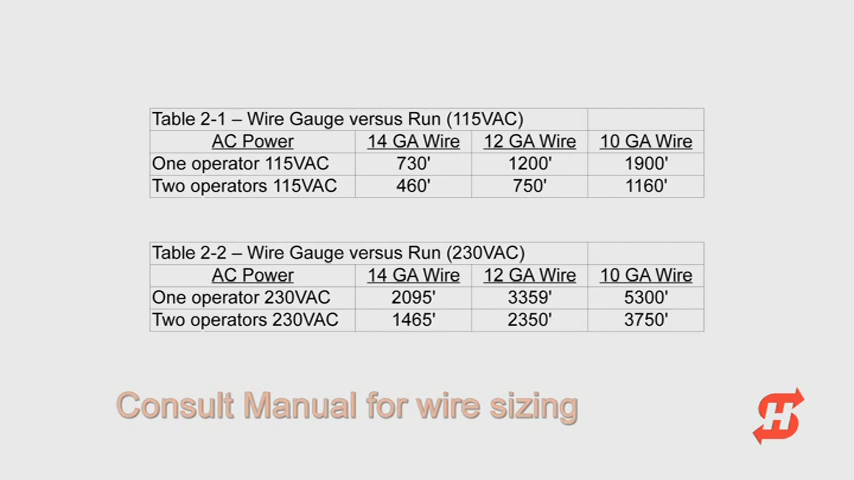 Table 2-1 – Wire Gauge versus Run (115VAC)
AC Power 14 GA Wire 12 GA Wire 10 GA Wire
One operator 115VAC 730' 1200' 1900'
Two operators 115VAC 460' 750' 1160'
Table 2-2 – Wire Gauge versus Run (230VAC)
AC Power 14 GA Wire 12 GA Wire 10 GA Wire
One operator 230VAC 2095' 3359' 5300'
Two operators 230VAC 1465' 2350' 3750'
Consult Manual for wire sizing
H